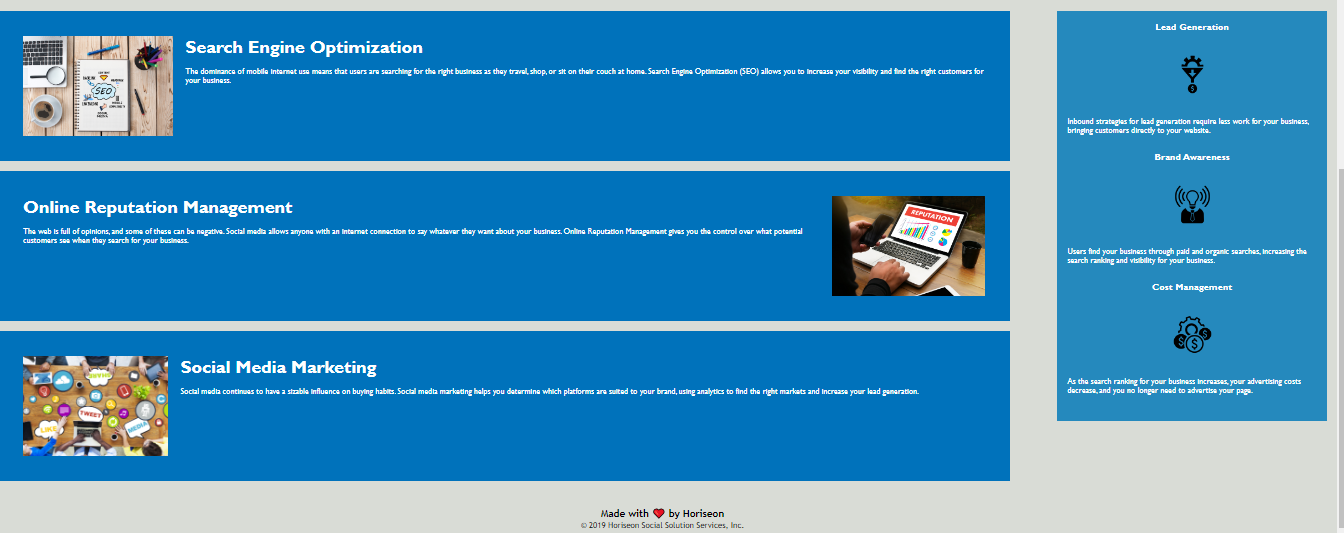 Search Engine Optimization
The dominance of mobile internet use means that users are searching for the right business as they travel, shop, or sit on their couch at home. Search Engine Optimization (SEO) allows you to increase your visibility and find the right customers for
your business.
SEO
Online Reputation Management
The web is full of opinions, and some of these can be negative. Social media allows anyone with an internet connection to say whatever they want about your business. Online Reputation Management gives you the control over what potential
customers see when they search for your business.
REPUTATION
Social Media Marketing
Social media continues to have a sizable influence on buying habits. Social media marketing helps you determine which platforms are suited to your brand, using analytics to find the right markets and increase your lead generation.
TWEET
LIKE
MEDIA
Lead Generation
Inbound strategies for lead generation require less work for your business,
bringing customers directly to your website.
Brand Awareness
Users find your business through paid and organic searches, increasing the
search ranking and visibility for your business.
Cost Management
As the search ranking for your business increases, your advertising costs
decrease, and you no longer need to advertise your page.
Made with ❤️ by Horiseon
© 2019 Horiseon Social Solution Services, Inc.